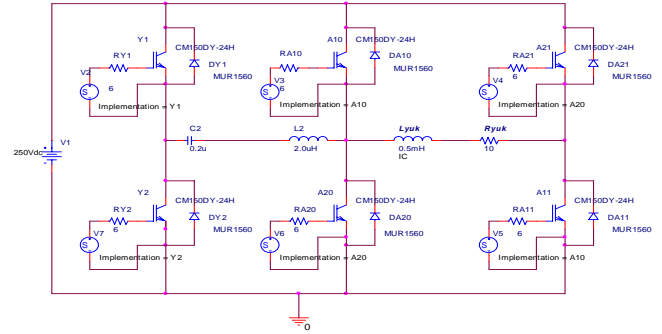 Y1
CM150DY-24H
RY1
6
V2
S
DY1
MUR1560
Implementation = Y1
A10
CM150DY-24H
RA10
6
V3
S
DA10
MUR1560
Implementation = A10
A21
CM150DY-24H
RA21
6
V4
S
DA21
MUR1560
Implementation = A20
V1
250Vdc
C2
0.2u
L2
2.0uH
Lyuk
0.5mH
IC
Ryuk
10
Y2
CM150DY-24H
RY2
6
V7
S
DY2
MUR1560
Implementation = Y2
A20
CM150DY-24H
RA20
6
V6
S
DA20
MUR1560
Implementation = A20
A11
CM150DY-24H
RA11
6
V5
S
DA11
MUR1560
Implementation = A10
0